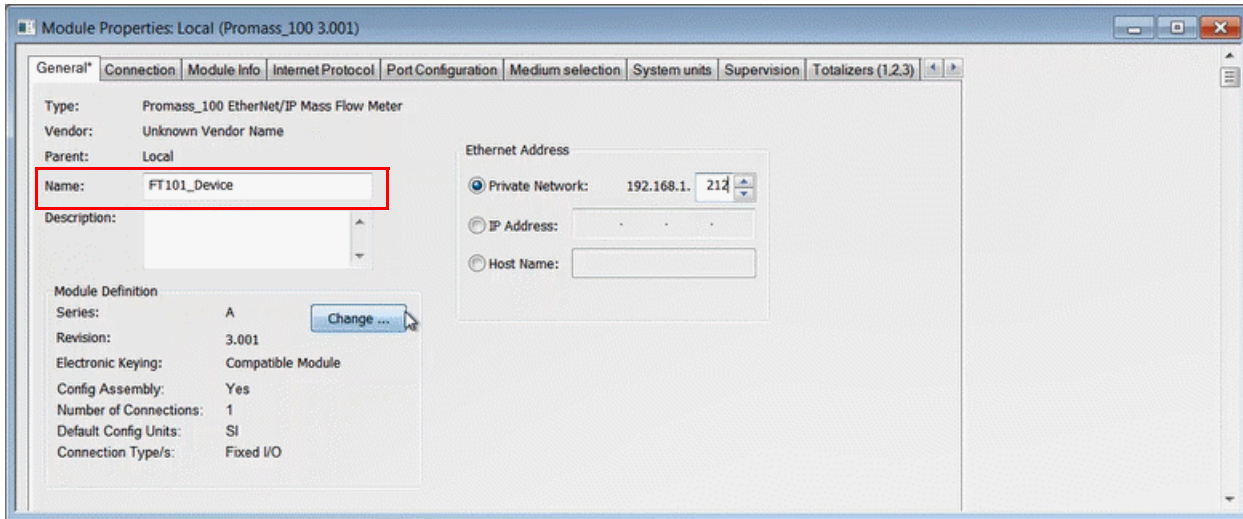 Module Properties: Local (Promass_100 3.001)
General* Connection Module Info Internet Protocol Port Configuration Medium selection System units Supervision Totalizers (1,2,3)
Type: Promass_100 EtherNet/IP Mass Flow Meter
Vendor: Unknown Vendor Name
Parent: Local
Name: FT101_Device
Description:
Ethernet Address
Private Network: 192.168.1. 212
IP Address: . . .
Host Name:
Module Definition
Series: A
Change ...
Revision: 3.001
Electronic Keying: Compatible Module
Config Assembly: Yes
Number of Connections: 1
Default Config Units: SI
Connection Type/s: Fixed I/O